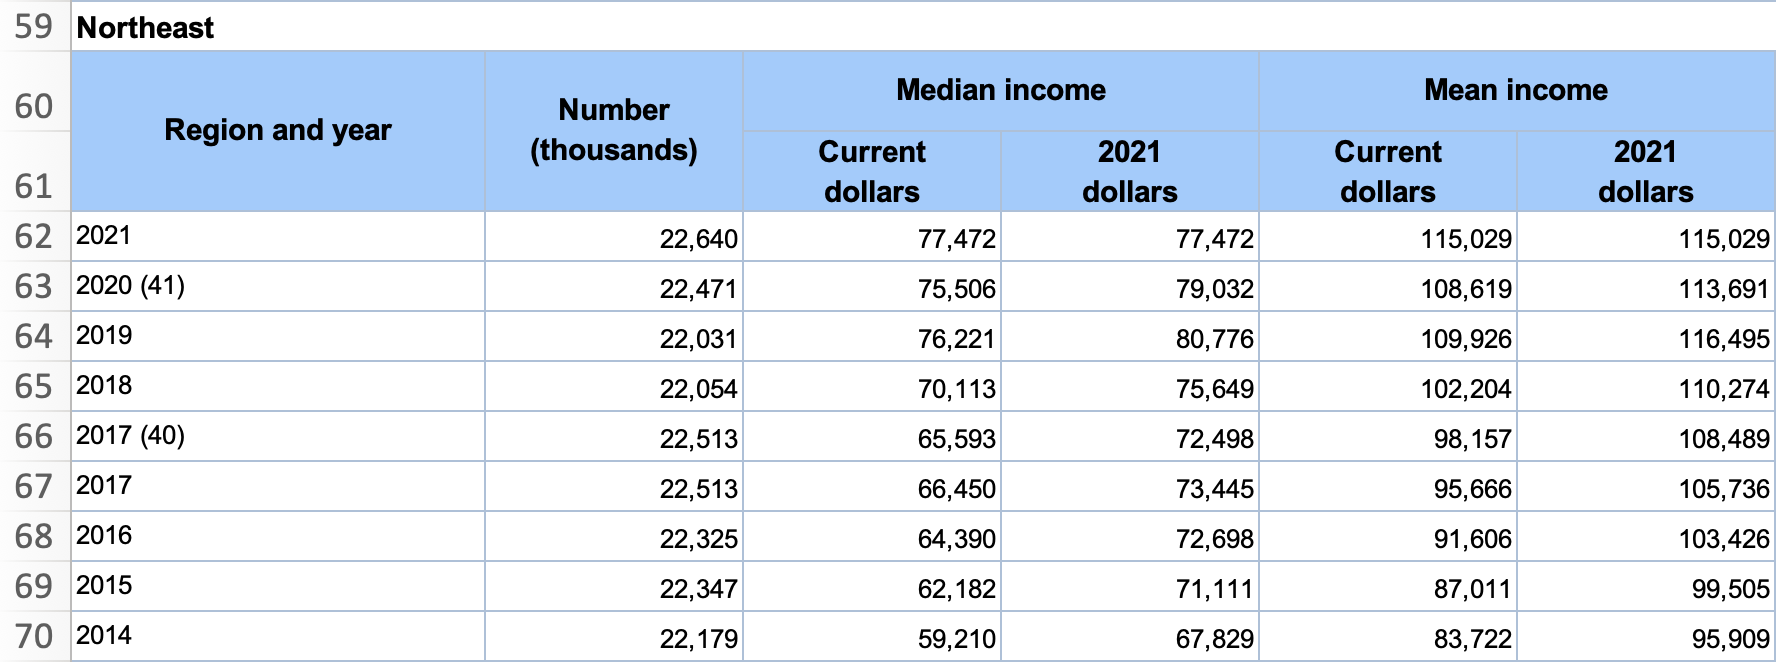 59 Northeast
60 Region and year Number (thousands) Median income Mean income
61 Current dollars 2021 dollars Current dollars 2021 dollars
62 2021 22,640 77,472 77,472 115,029 115,029
63 2020 (41) 22,471 75,506 79,032 108,619 113,691
64 2019 22,031 76,221 80,776 109,926 116,495
65 2018 22,054 70,113 75,649 102,204 110,274
66 2017 (40) 22,513 65,593 72,498 98,157 108,489
67 2017 22,513 66,450 73,445 95,666 105,736
68 2016 22,325 64,390 72,698 91,606 103,426
69 2015 22,347 62,182 71,111 87,011 99,505
70 2014 22,179 59,210 67,829 83,722 95,909